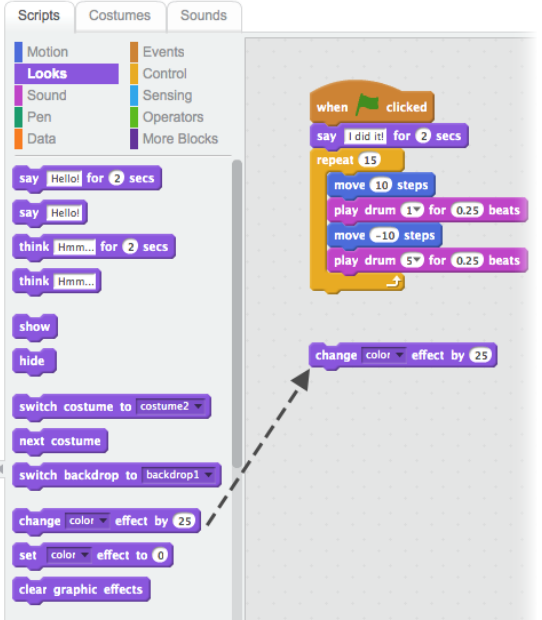 Scripts Costumes Sounds
Motion Events
Looks Control
Sound Sensing
Pen Operators
Data More Blocks
say Hello! for 2 secs
say Hello!
think Hmm... for 2 secs
think Hmm...
show
hide
switch costume to costume2
next costume
switch backdrop to backdrop1
change color effect by 25
set color effect to 0
clear graphic effects
when clicked
say I did it! for 2 secs
repeat 15
move 10 steps
play drum 1 for 0.25 beats
move -10 steps
play drum 5 for 0.25 beats
change color effect by 25